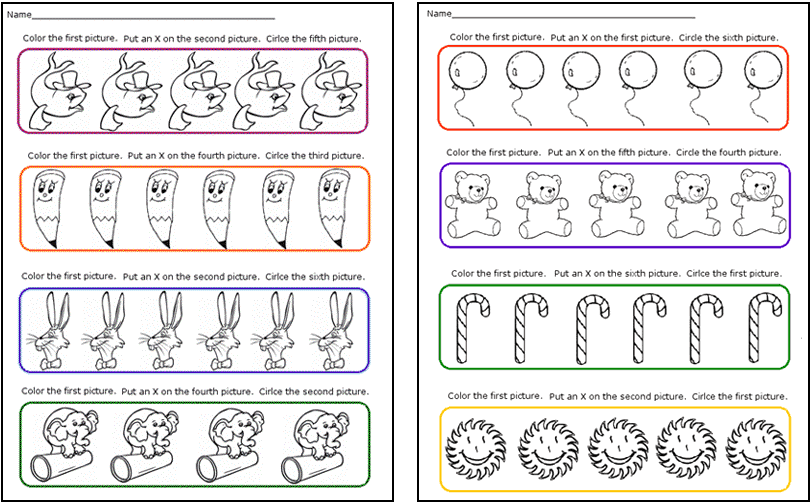 Name
Color the first picture. Put an X on the second picture. Cirlce the fifth picture.
Color the first picture. Put an X on the fourth picture. Cirlce the third picture.
Color the first picture. Put an X on the second picture. Cirlce the sixth picture.
Color the first picture. Put an X on the fourth picture. Cirlce the second picture.
Name
Color the first picture. Put an X on the first picture. Circle the sixth picture.
Color the first picture. Put an X on the fifth picture. Circle the fourth picture.
Color the first picture. Put an X on the sixth picture. Cirlce the first picture.
Color the first picture. Put an X on the second picture. Cirlce the first picture.